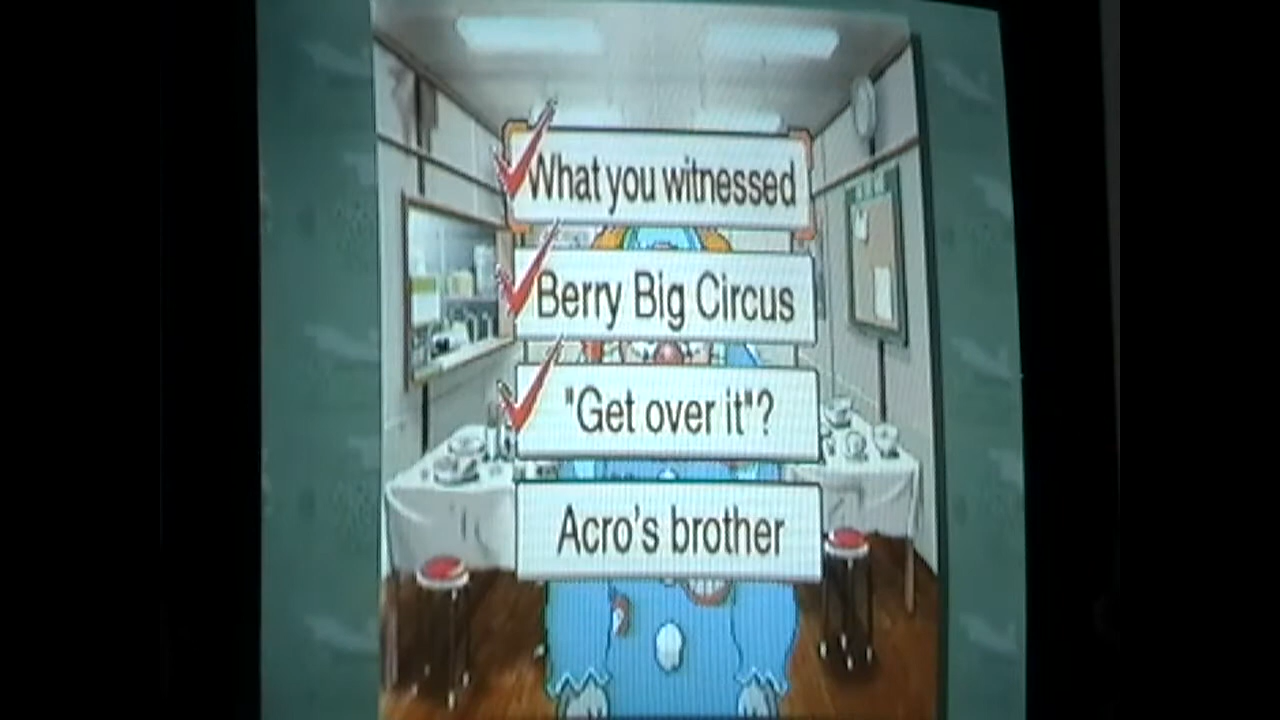 What you witnessed
Berry Big Circus
"Get over it"?
Acro's brother